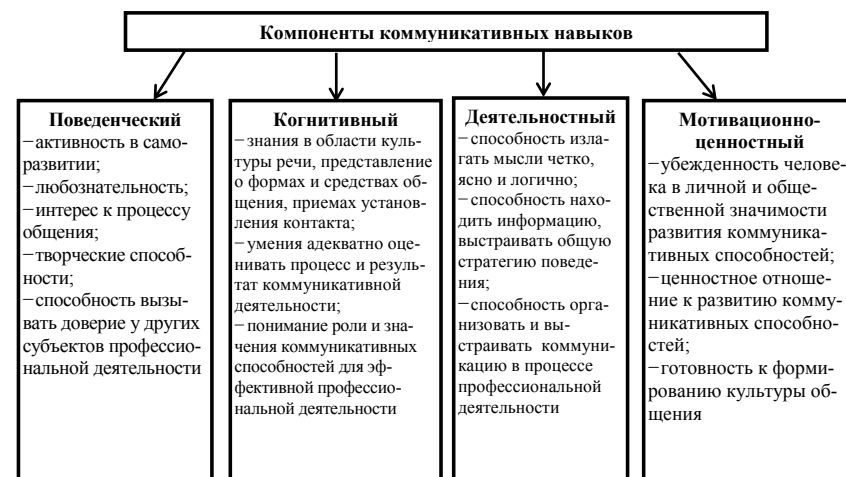 Компоненты коммуникативных навыков
Поведенческий
−активность в само-
развитии;
−любознательность;
−интерес к процессу
общения;
−творческие способ-
ности;
−способность вызы-
вать доверие у других
субъектов профессио-
нальной деятельности
Когнитивный
−знания в области куль-
туры речи, представление
о формах и средствах об-
щения, приемах установ-
ления контакта;
−умения адекватно оце-
нивать процесс и резуль-
тат коммуникативной
деятельности;
−понимание роли и зна-
чения коммуникативных
способностей для эф-
фективной профессио-
нальной деятельности
Деятельностный
−способность изла-
гать мысли четко,
ясно и логично;
−способность нахо-
дить информацию,
выстраивать общую
стратегию поведе-
ния;
−способность орга-
низовать и вы-
страивать коммуни-
кацию в процессе
профессиональной
деятельности
Мотивационно-
ценностный
−убежденность челове-
ка в личной и обще-
ственной значимости
развития коммуника-
тивных способностей;
−ценностное отноше-
ние к развитию комму-
никативных способно-
стей;
−готовность к форми-
рованию культуры об-
щения